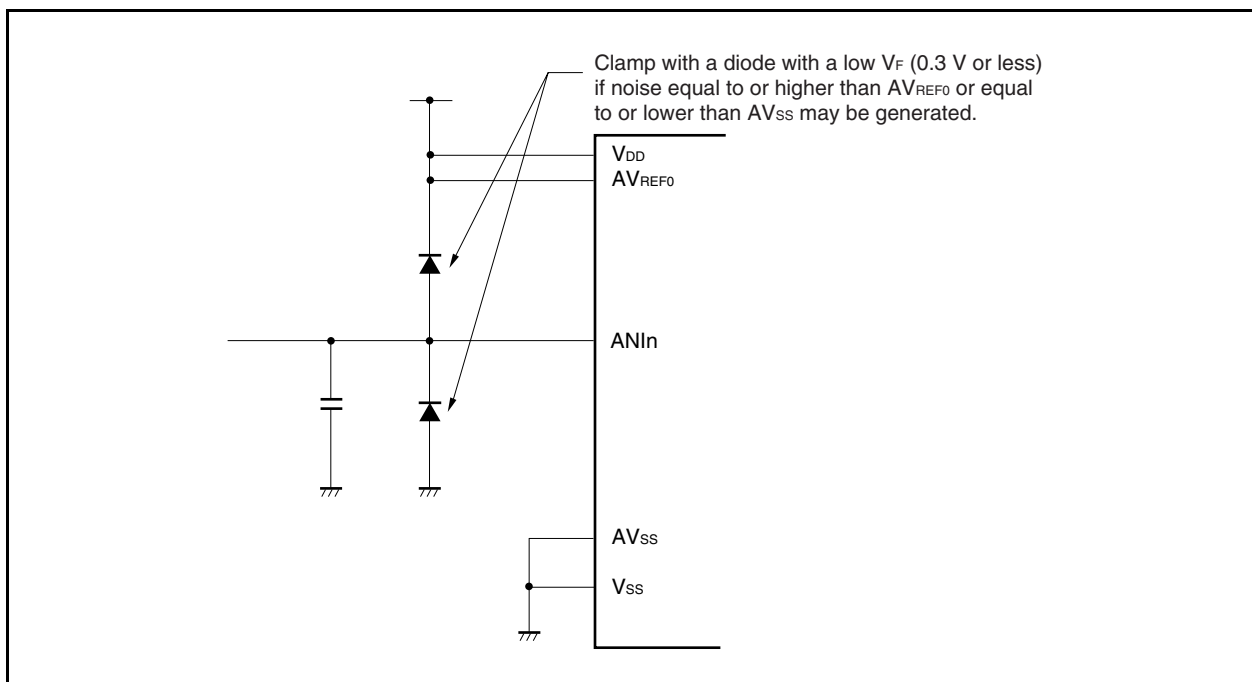 Clamp with a diode with a low VF (0.3 V or less)
if noise equal to or higher than AVREF0 or equal
to or lower than AVSS may be generated.
VDD
AVREF0
ANIn
AVSS
VSS